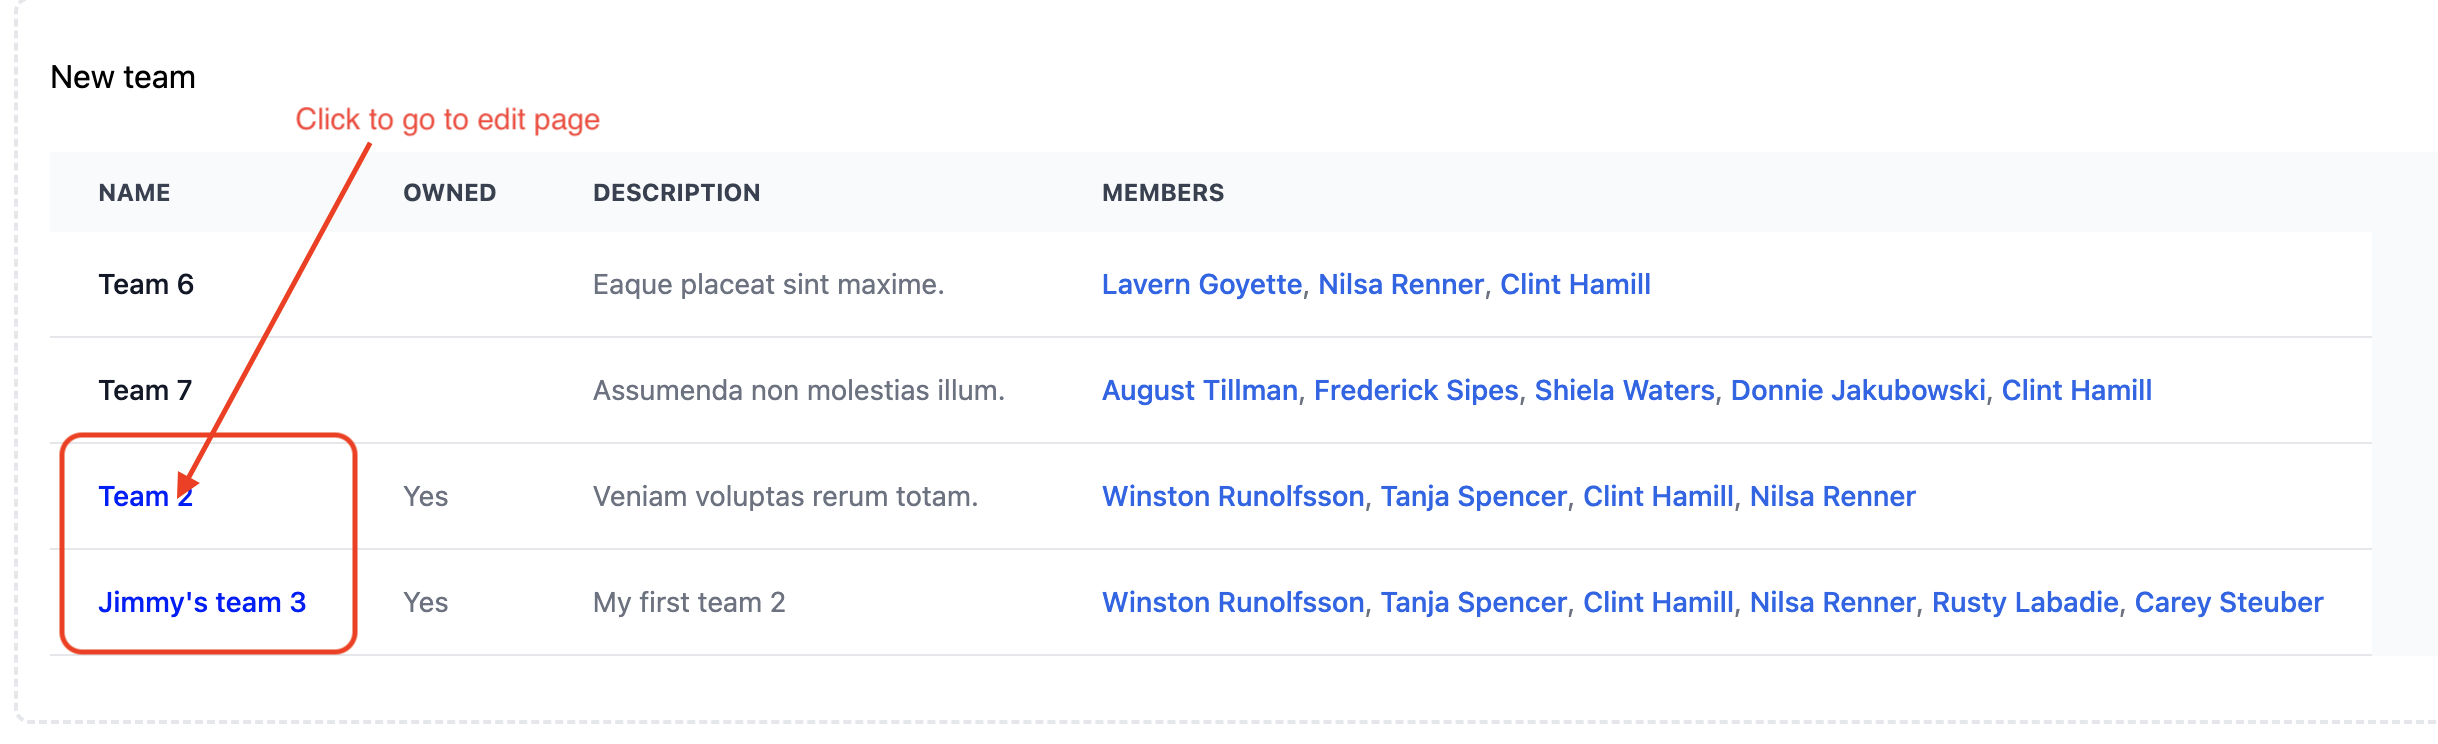 New team
Click to go to edit page
NAME OWNED DESCRIPTION MEMBERS
Team 6 Eaque placeat sint maxime. Lavern Goyette, Nilsa Renner, Clint Hamill
Team 7 Assumenda non molestias illum. August Tillman, Frederick Sipes, Shiela Waters, Donnie Jakubowski, Clint Hamill
Team 2 Yes Veniam voluptas rerum totam. Winston Runolfsson, Tanja Spencer, Clint Hamill, Nilsa Renner
Jimmy's team 3 Yes My first team 2 Winston Runolfsson, Tanja Spencer, Clint Hamill, Nilsa Renner, Rusty Labadie, Carey Steuber